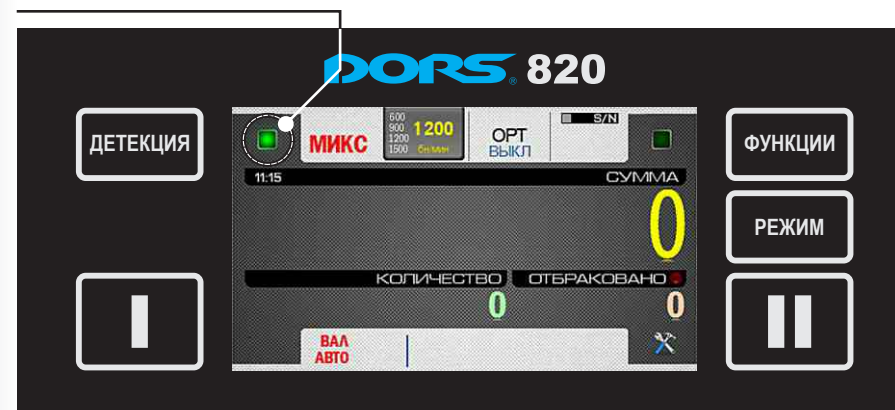 DORS® 820
ДЕТЕКЦИЯ
МИКС
600
900
1200
1500
1200
бн/мин
ОРТ
ВЫКЛ
S/N
ФУНКЦИИ
11:15
СУММА
0
РЕЖИМ
КОЛИЧЕСТВО
ОТБРАКОВАНО
0
0
I
ВАЛ
АВТО
II